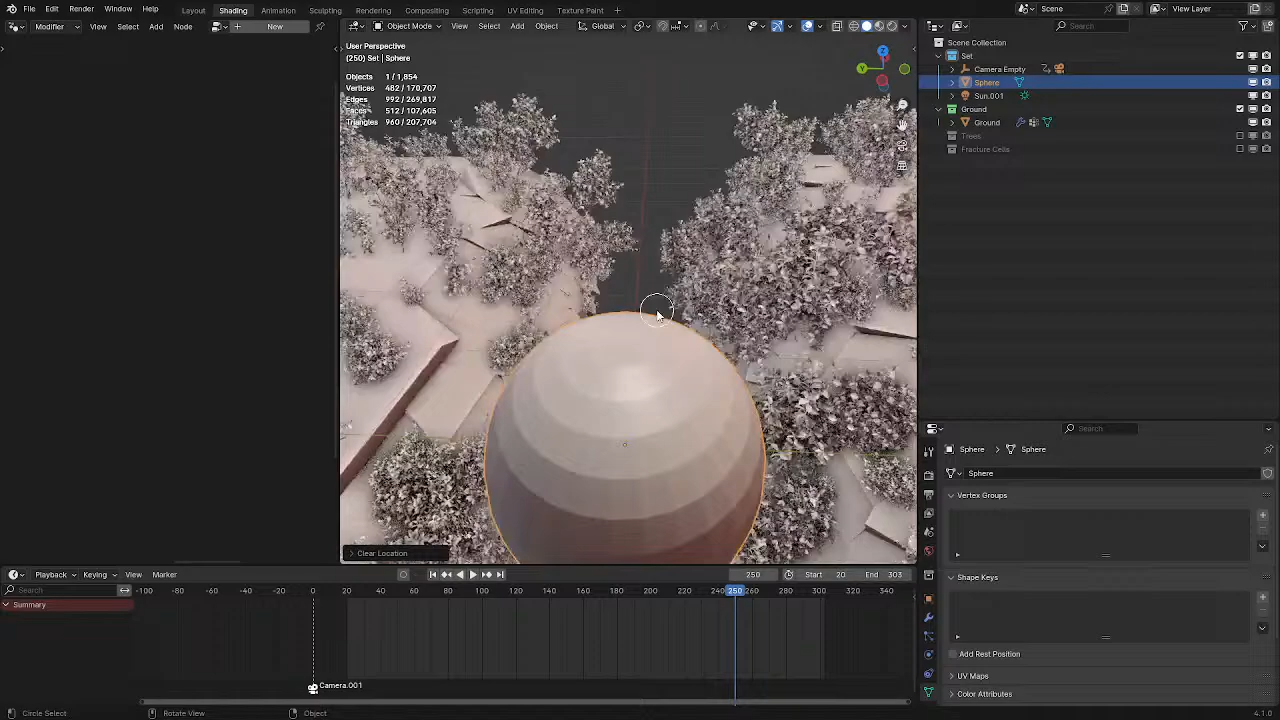 File Edit Render Window Help Layout Shading Animation Sculpting Rendering Compositing Scripting UV Editing Texture Paint + Scene View Layer
Modifier View Select Add Node New Object Mode View Select Add Object Global Search
User Perspective
(250) Set | Sphere
Objects 1 / 1,854
Vertices 482 / 170,707
Edges 992 / 269,817
Faces 512 / 107,605
Triangles 960 / 207,704
Z
Y
Clear Location
Scene Collection
Set
Camera Empty
Sphere
Sun.001
Ground
Ground
Trees
Fracture Cells
Search
Sphere > Sphere
Sphere
Vertex Groups
Shape Keys
Add Rest Position
UV Maps
Color Attributes
Playback Keying View Marker 250 Start 20 End 303
Search -100 -80 -60 -40 -20 0 20 40 60 80 100 120 140 160 180 200 220 240 250 260 280 300 320 340
Summary
Camera.001
Circle Select Rotate View Object 4.1.0